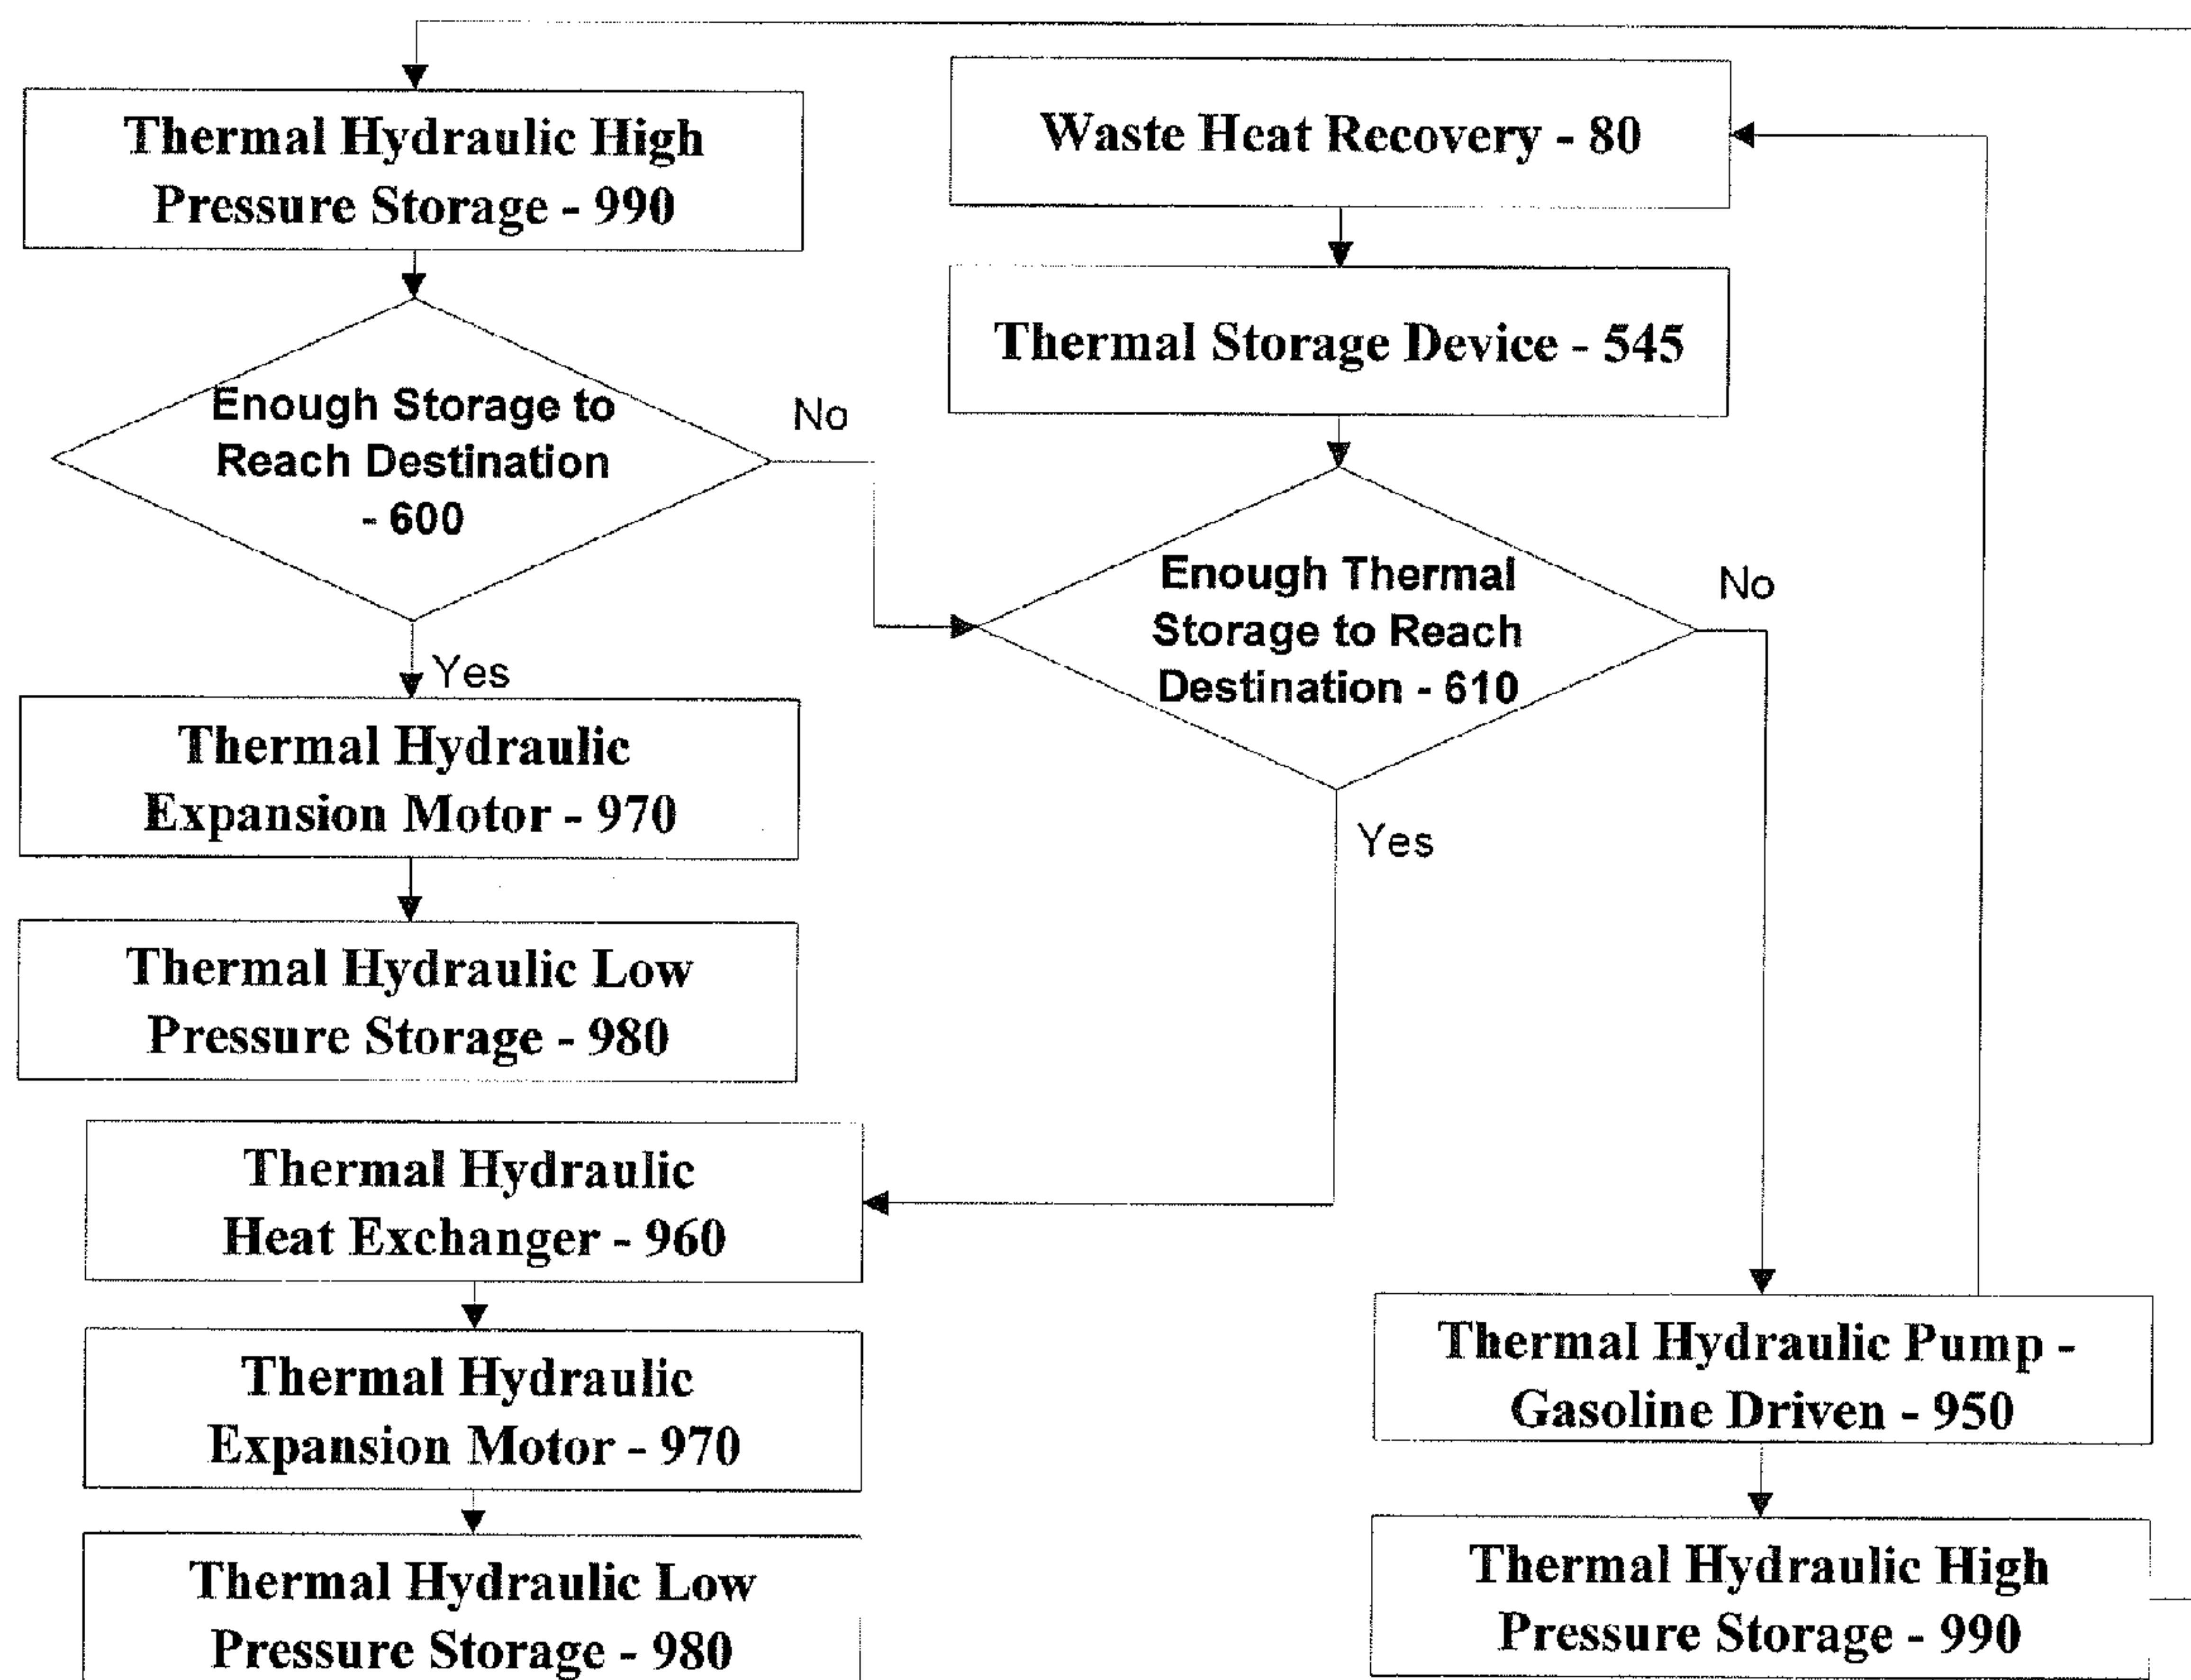 Thermal Hydraulic High
Pressure Storage - 990
Waste Heat Recovery - 80
Thermal Storage Device - 545
Enough Storage to
Reach Destination
- 600
No
Enough Thermal
Storage to Reach
Destination - 610
No
Yes
Thermal Hydraulic
Expansion Motor - 970
Yes
Thermal Hydraulic Low
Pressure Storage - 980
Thermal Hydraulic
Heat Exchanger - 960
Thermal Hydraulic
Expansion Motor - 970
Thermal Hydraulic Low
Pressure Storage - 980
Thermal Hydraulic Pump -
Gasoline Driven - 950
Thermal Hydraulic High
Pressure Storage - 990